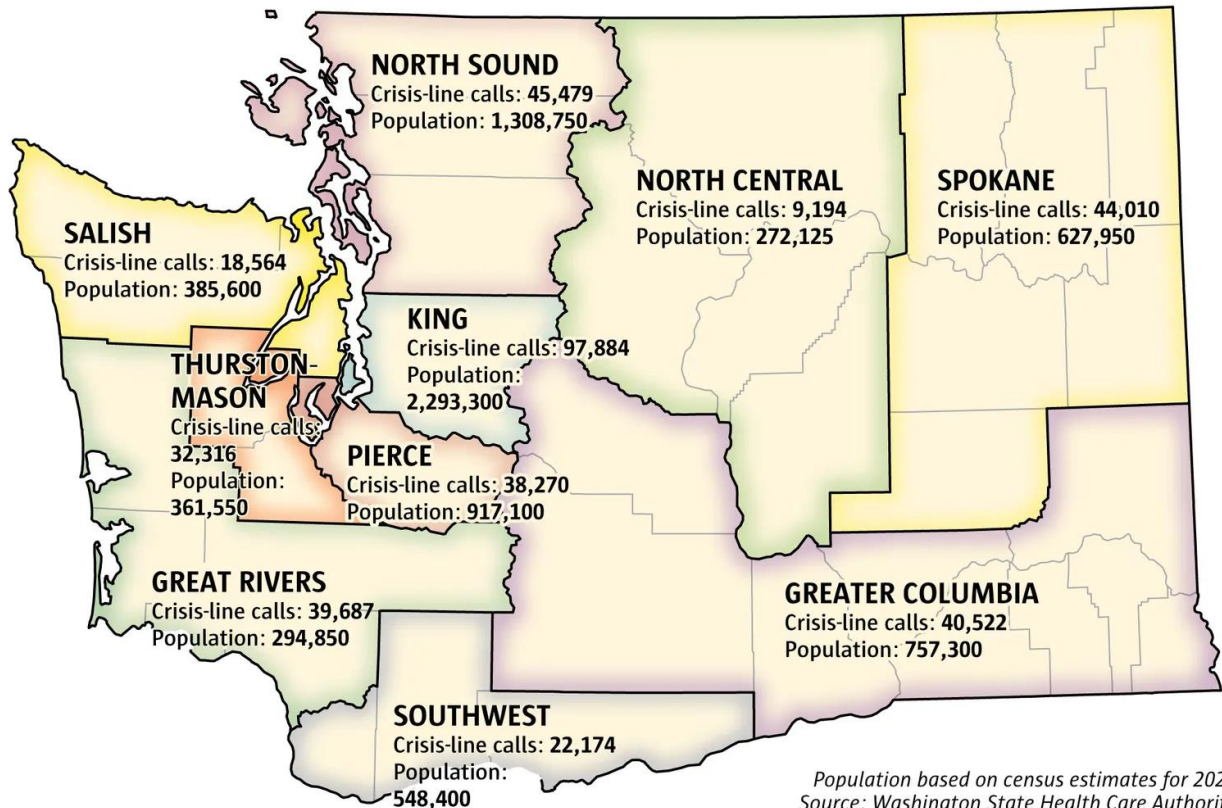 NORTH SOUND
Crisis-line calls: 45,479
Population: 1,308,750
NORTH CENTRAL
Crisis-line calls: 9,194
Population: 272,125
SPOKANE
Crisis-line calls: 44,010
Population: 627,950
SALISH
Crisis-line calls: 18,564
Population: 385,600
KING
Crisis-line calls: 97,884
Population:
2,293,300
THURSTON-
MASON
Crisis-line calls:
32,316
Population:
361,550
PIERCE
Crisis-line calls: 38,270
Population: 917,100
GREAT RIVERS
Crisis-line calls: 39,687
Population: 294,850
GREATER COLUMBIA
Crisis-line calls: 40,522
Population: 757,300
SOUTHWEST
Crisis-line calls: 22,174
Population:
548,400
Population based on census estimates for
Source: Washington State Health Care